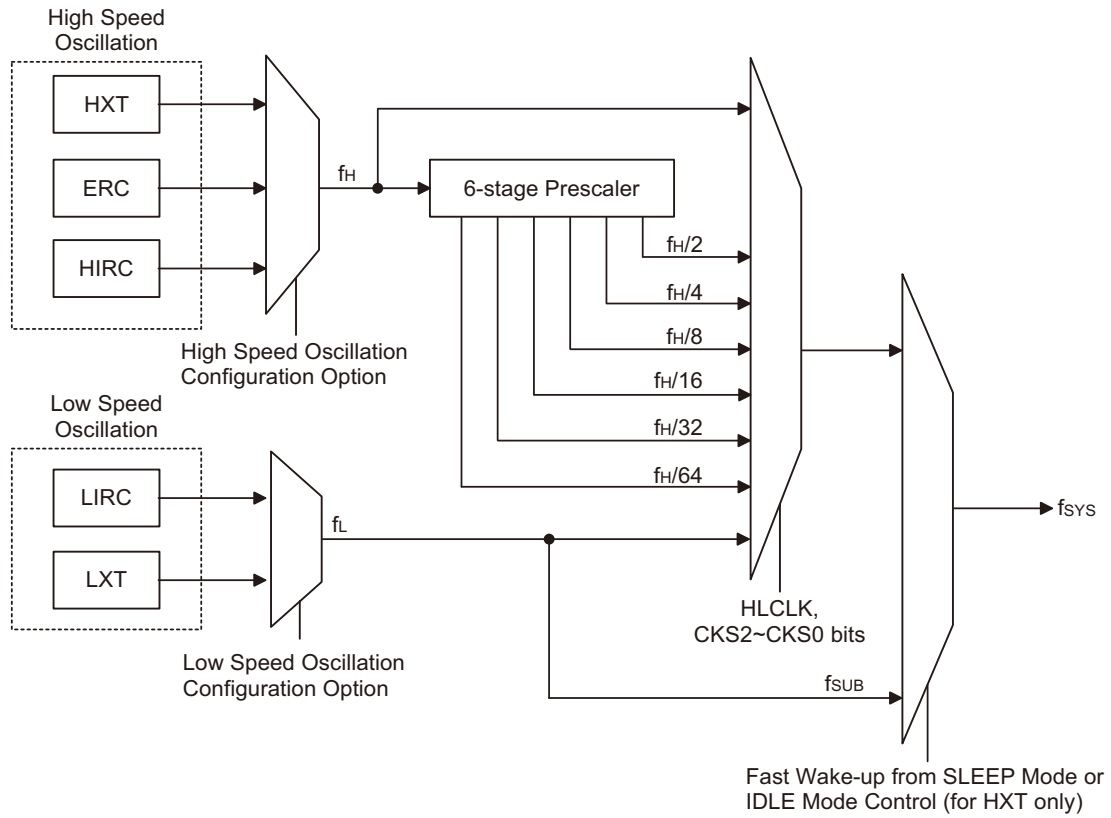 High Speed
Oscillation
HXT
ERC
HIRC
fH
6-stage Prescaler
fH/2
fH/4
fH/8
fH/16
fH/32
fH/64
High Speed Oscillation
Configuration Option
Low Speed
Oscillation
LIRC
LXT
fL
Low Speed Oscillation
Configuration Option
HLCLK,
CKS2~CKS0 bits
fSUB
fSYS
Fast Wake-up from SLEEP Mode or
IDLE Mode Control (for HXT only)